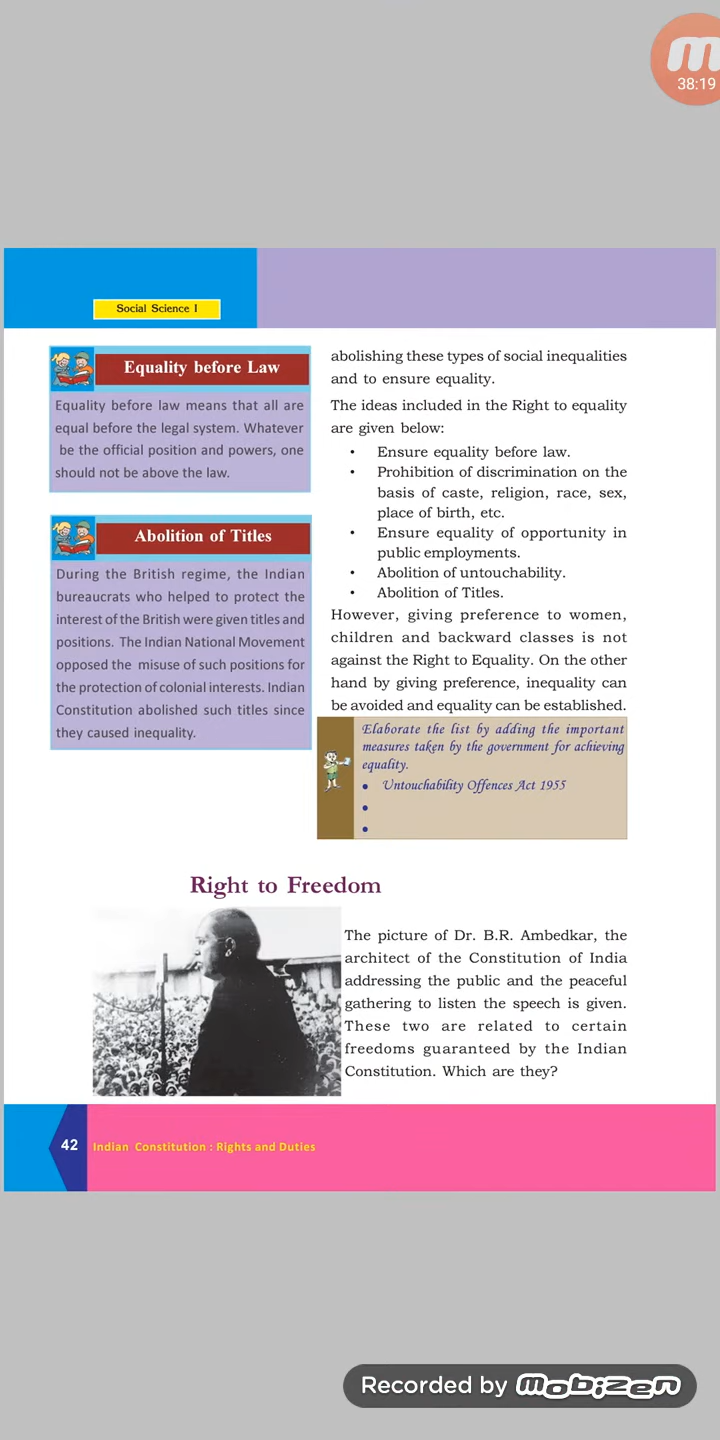 38:19
Social Science I
Equality before Law
Equality before law means that all are
equal before the legal system. Whatever
be the official position and powers, one
should not be above the law.
Abolition of Titles
During the British regime, the Indian
bureaucrats who helped to protect the
interest of the British were given titles and
positions. The Indian National Movement
opposed the misuse of such positions for
the protection of colonial interests. Indian
Constitution abolished such titles since
they caused inequality.
abolishing these types of social inequalities
and to ensure equality.
The ideas included in the Right to equality
are given below:
• Ensure equality before law.
• Prohibition of discrimination on the
basis of caste, religion, race, sex,
place of birth, etc.
• Ensure equality of opportunity in
public employments.
• Abolition of untouchability.
• Abolition of Titles.
However, giving preference to women,
children and backward classes is not
against the Right to Equality. On the other
hand by giving preference, inequality can
be avoided and equality can be established.
Elaborate the list by adding the important
measures taken by the government for achieving
equality.
• Untouchability Offences Act 1955
•
•
Right to Freedom
The picture of Dr. B.R. Ambedkar, the
architect of the Constitution of India
addressing the public and the peaceful
gathering to listen the speech is given.
These two are related to certain
freedoms guaranteed by the Indian
Constitution. Which are they?
42 Indian Constitution : Rights and Duties
Recorded by mobizen